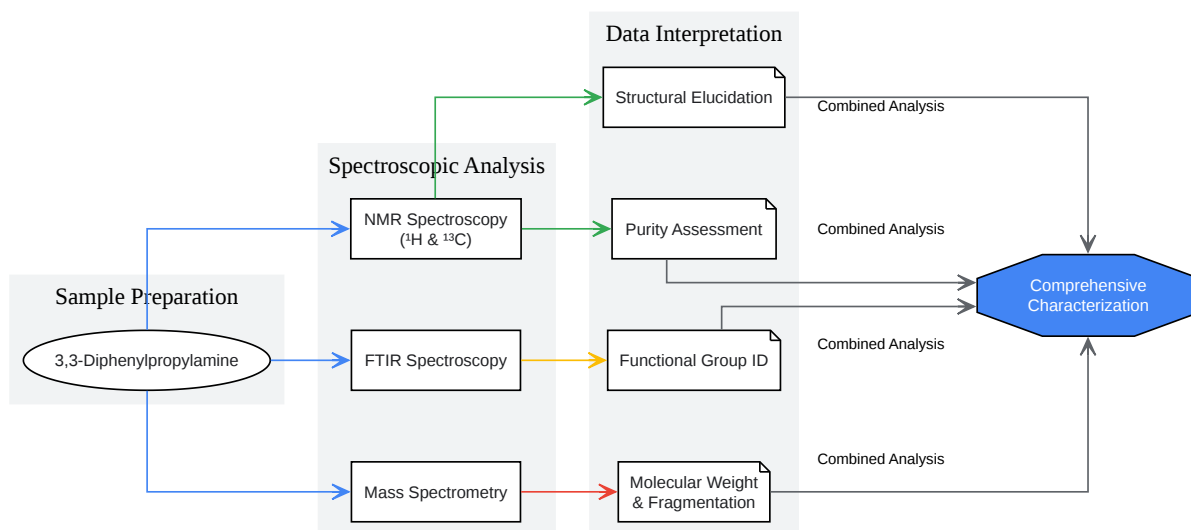 Data Interpretation
Structural Elucidation
Combined Analysis
Spectroscopic Analysis
NMR Spectroscopy
(¹H & ¹³C)
Purity Assessment
Combined Analysis
Sample Preparation
Comprehensive
Characterization
3,3-Diphenylpropylamine
FTIR Spectroscopy
Functional Group ID
Combined Analysis
Mass Spectrometry
Molecular Weight
& Fragmentation
Combined Analysis